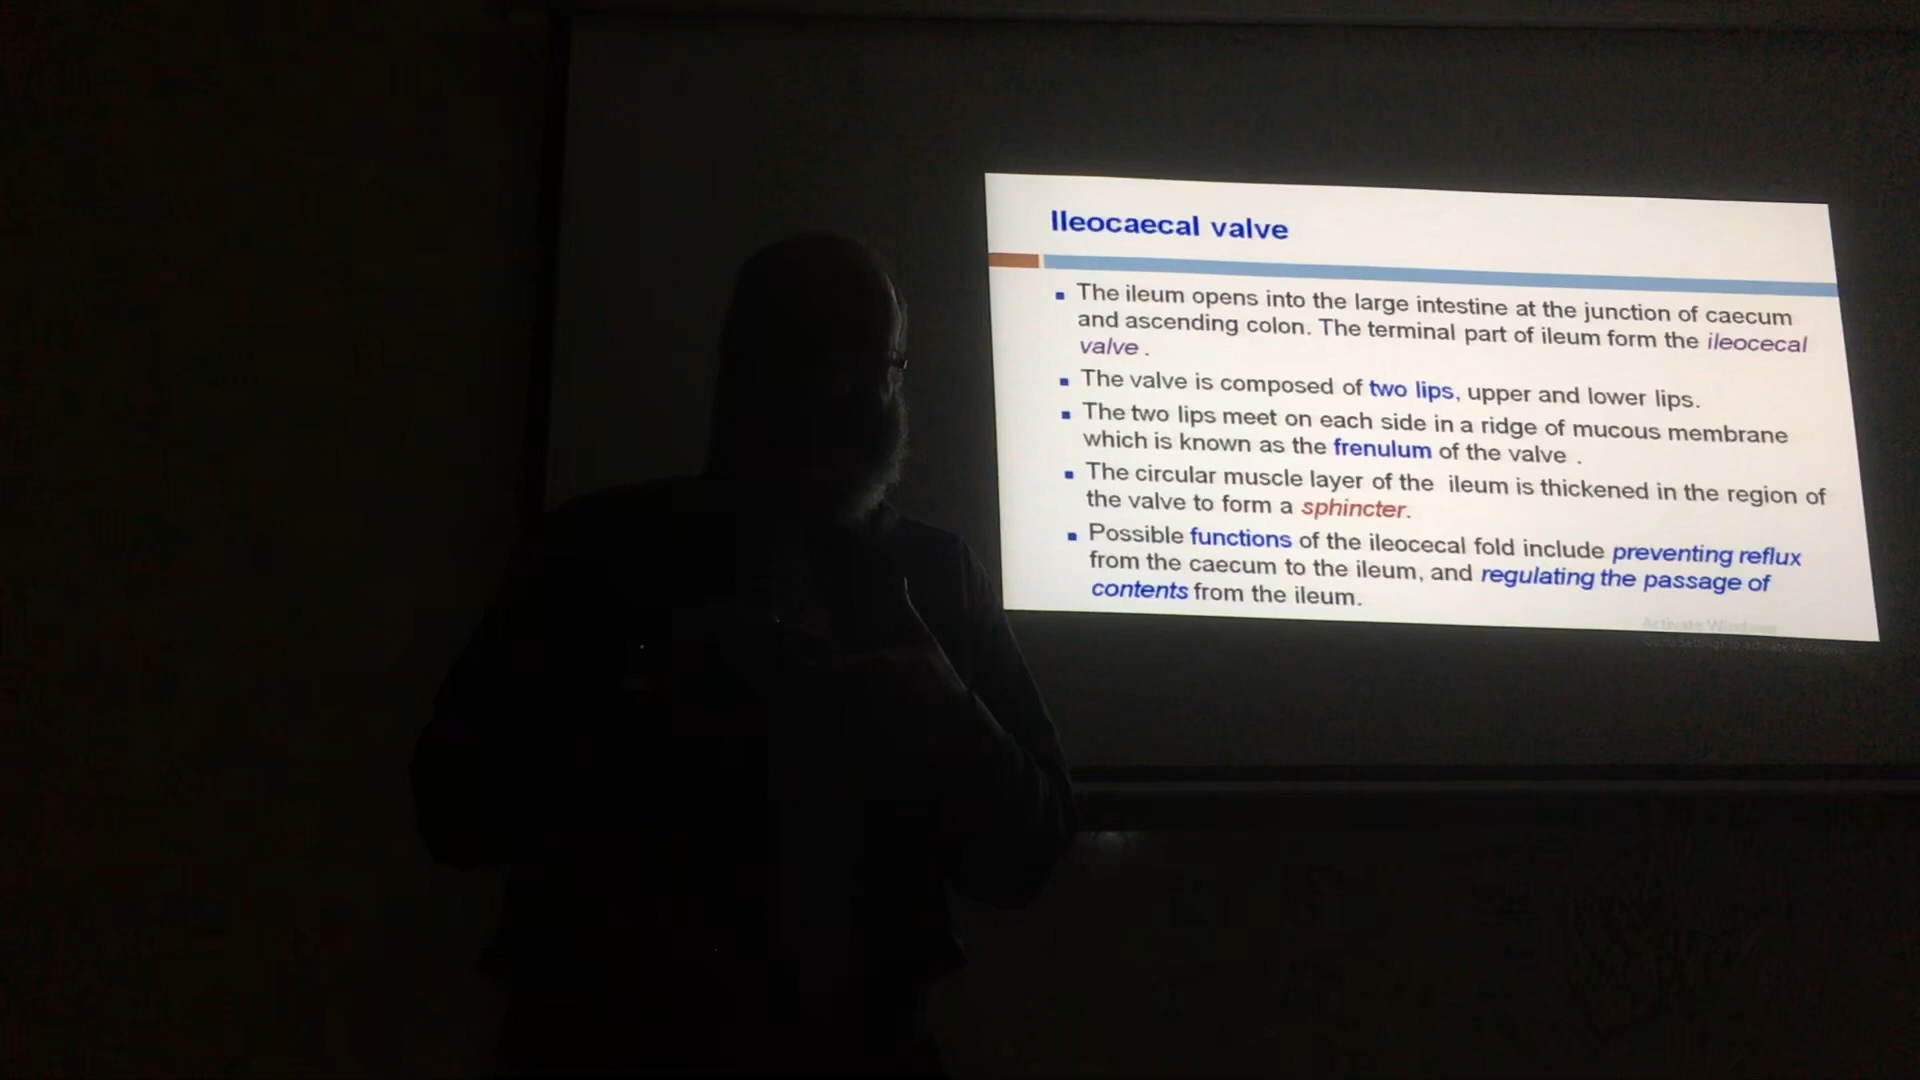 Ileocaecal valve
▪ The ileum opens into the large intestine at the junction of caecum
and ascending colon. The terminal part of ileum form the ileocecal
valve .
▪ The valve is composed of two lips, upper and lower lips.
▪ The two lips meet on each side in a ridge of mucous membrane
which is known as the frenulum of the valve .
▪ The circular muscle layer of the ileum is thickened in the region of
the valve to form a sphincter.
▪ Possible functions of the ileocecal fold include preventing reflux
from the caecum to the ileum, and regulating the passage of
contents from the ileum.
Activate Windows